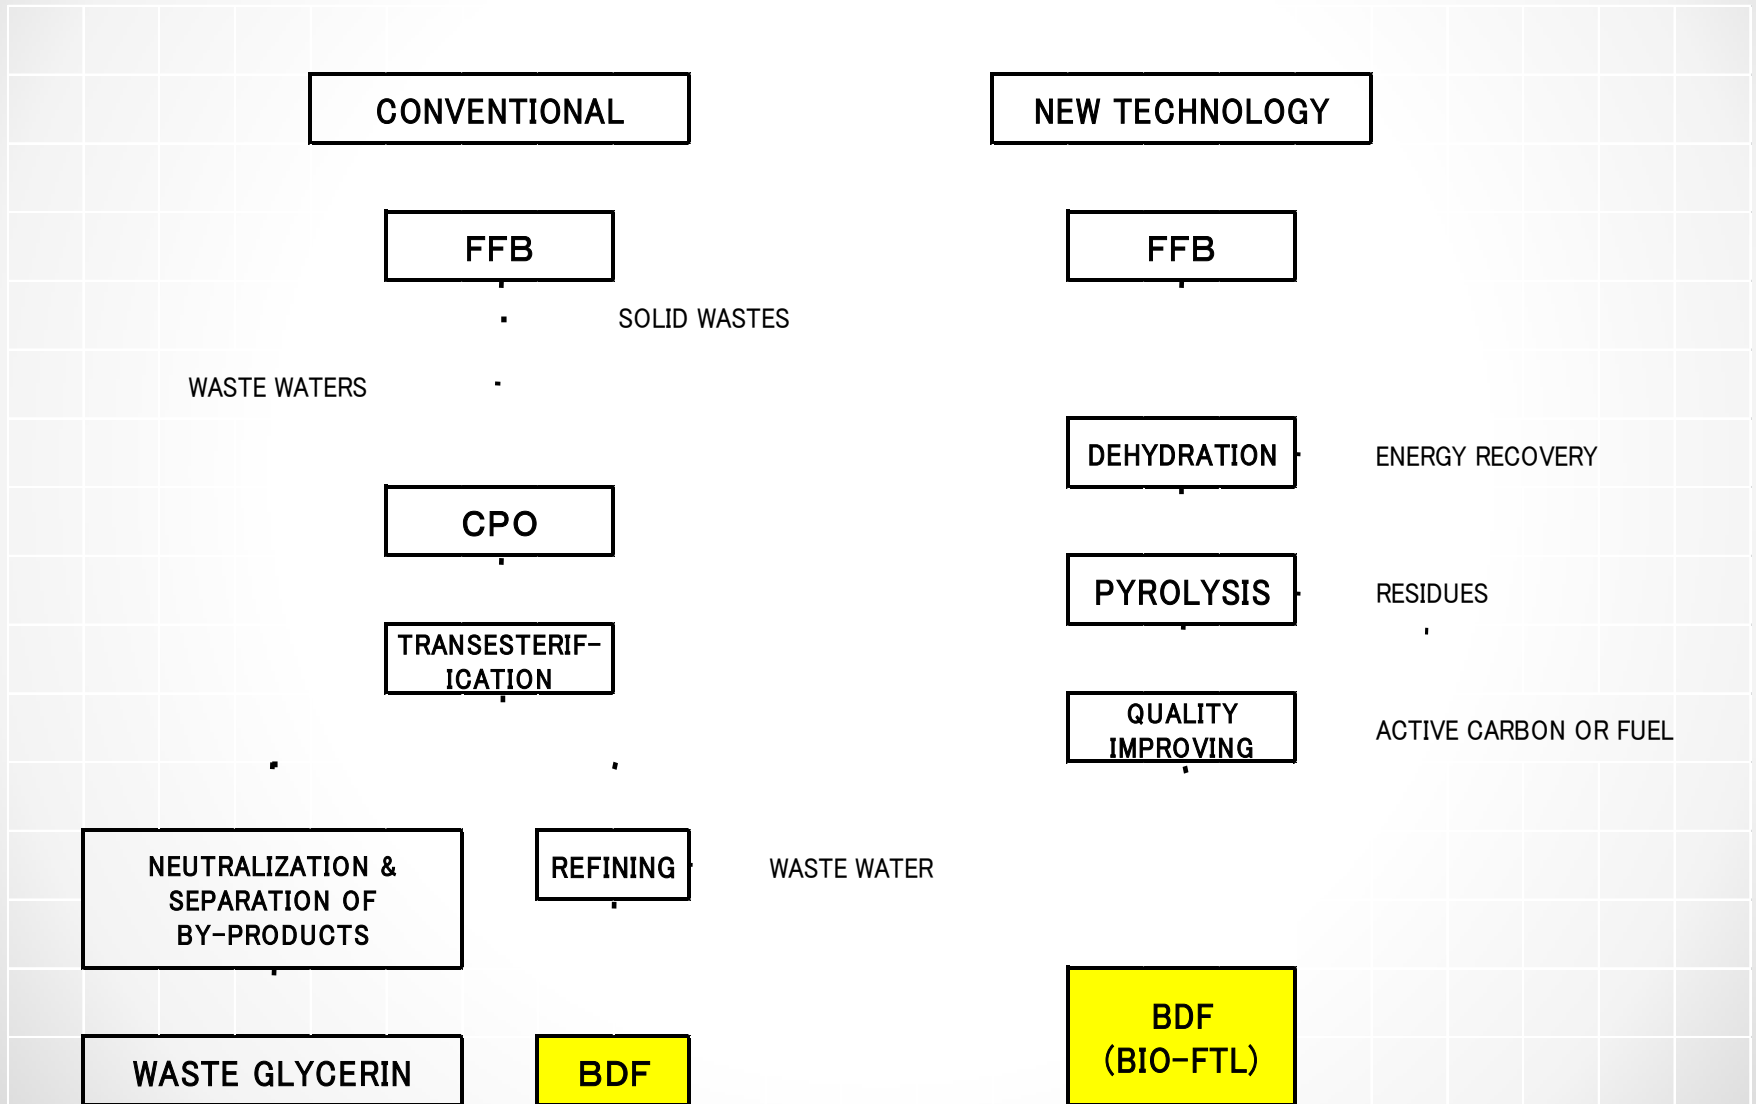 CONVENTIONAL
NEW TECHNOLOGY
FFB
FFB
SOLID WASTES
WASTE WATERS
DEHYDRATION
ENERGY RECOVERY
CPO
PYROLYSIS
RESIDUES
TRANSESTERIF-
ICATION
QUALITY
IMPROVING
ACTIVE CARBON OR FUEL
NEUTRALIZATION &
SEPARATION OF
BY-PRODUCTS
REFINING
WASTE WATER
WASTE GLYCERIN
BDF
BDF
(BIO-FTL)